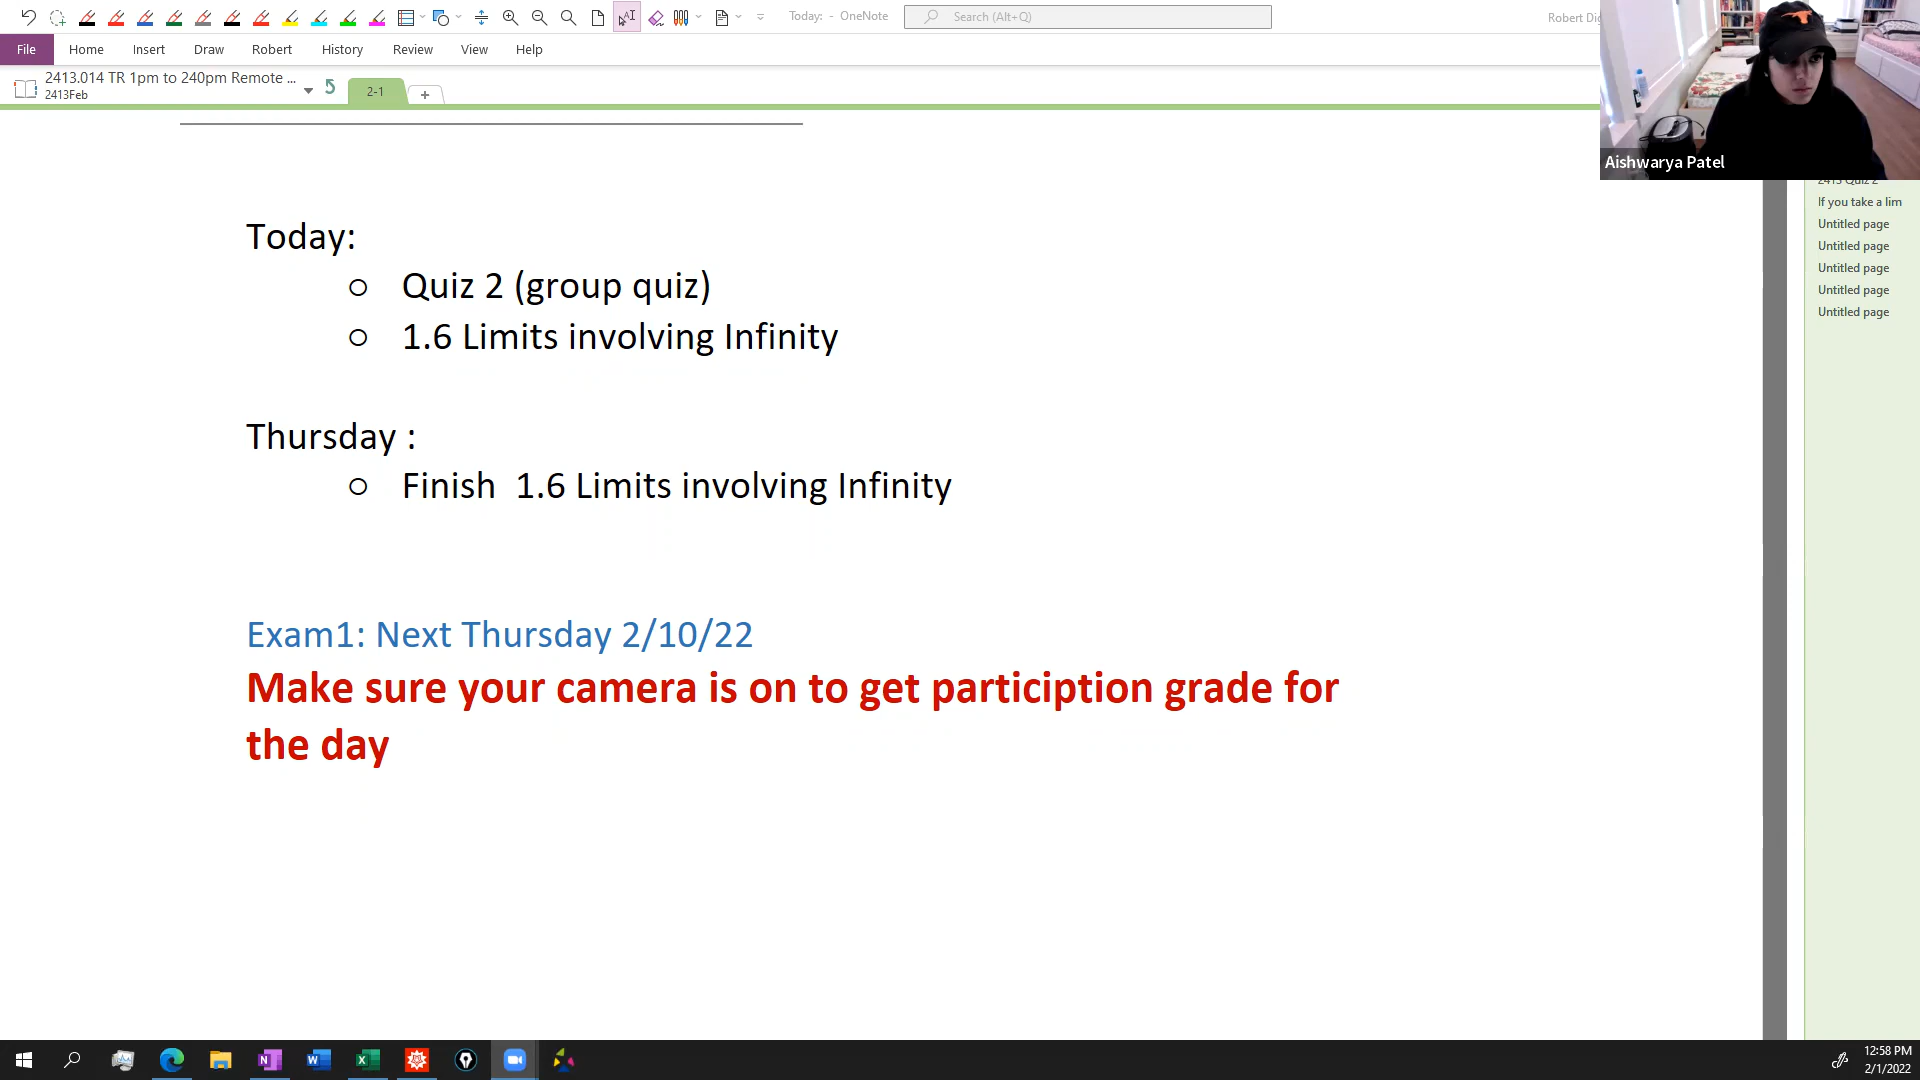 Today: - OneNote
Search (Alt+Q)
File
Home
Insert
Draw
Robert
History
Review
View
Help
2413.014 TR 1pm to 240pm Remote ...
2413Feb
2-1
Aishwarya Patel
If you take a lim
Untitled page
Untitled page
Untitled page
Untitled page
Untitled page
Today:
Quiz 2 (group quiz)
1.6 Limits involving Infinity
Thursday :
Finish 1.6 Limits involving Infinity
Exam1: Next Thursday 2/10/22
Make sure your camera is on to get particiption grade for
the day
12:58 PM
2/1/2022